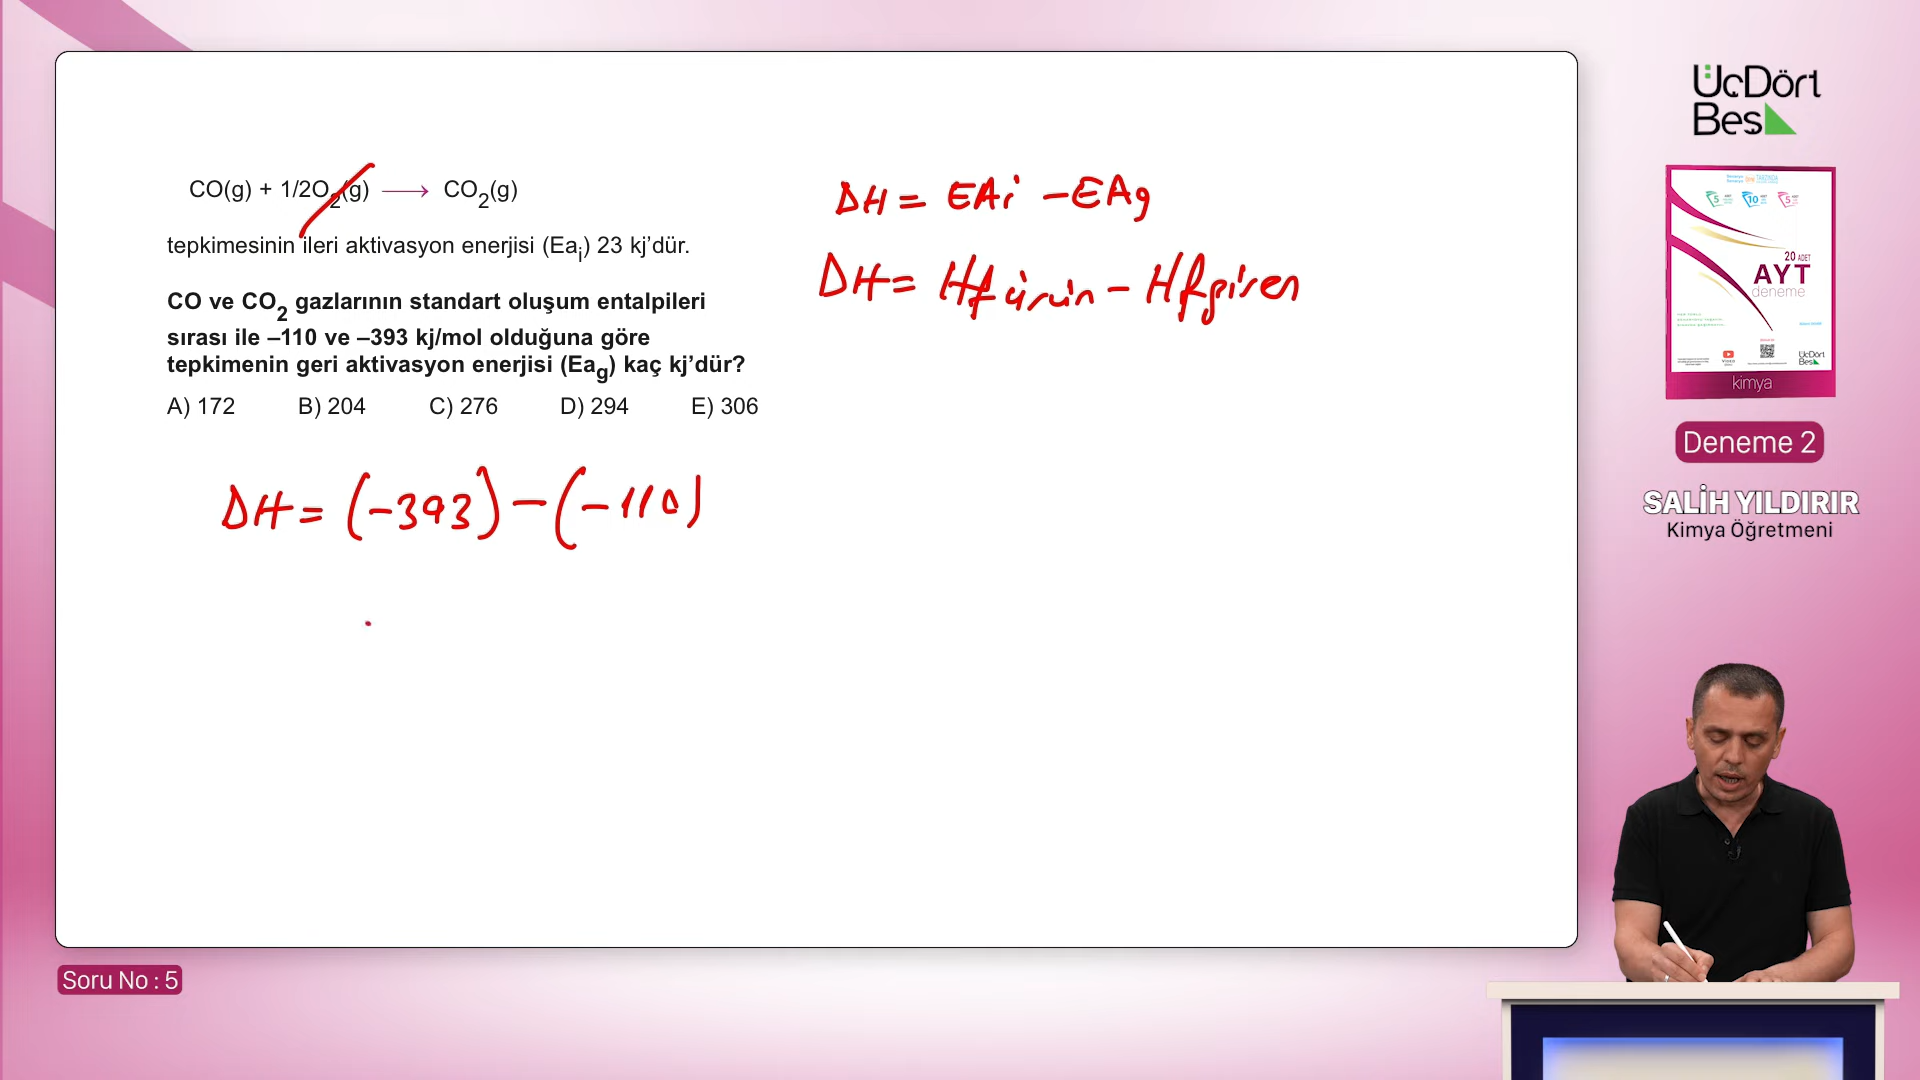 CO(g) + 1/2O2(g) ⟶ CO2(g)
tepkimesinin ileri aktivasyon enerjisi (Eai) 23 kj’dür.
CO ve CO2 gazlarının standart oluşum entalpileri
sırası ile –110 ve –393 kj/mol olduğuna göre
tepkimenin geri aktivasyon enerjisi (Eag) kaç kj’dür?
A) 172 B) 204 C) 276 D) 294 E) 306
ΔH = (-393) - (-110)
ΔH = EAi - EAg
ΔH = Hf ürün - Hf giren
ÜçDört
Beş
20 ADET
AYT
deneme
ÜçDört
Beş
kimya
Deneme 2
SALİH YILDIRIR
Kimya Öğretmeni
Soru No : 5